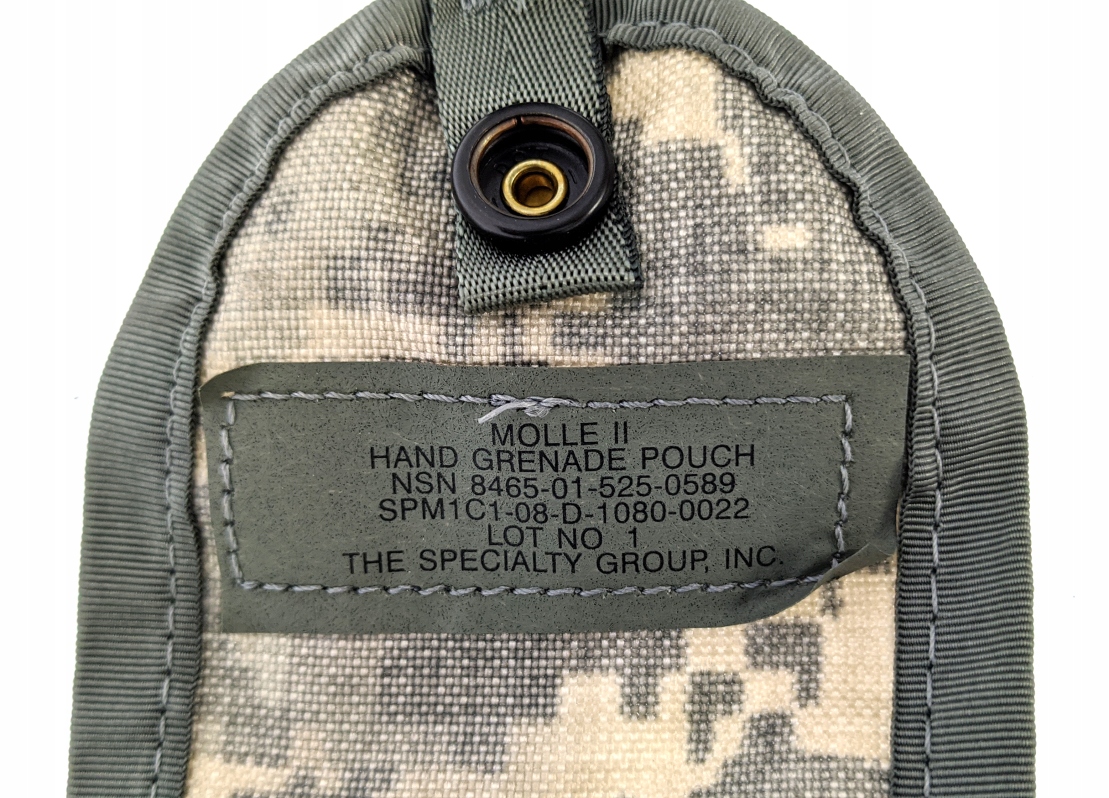 MOLLE II
HAND GRENADE POUCH
NSN 8465-01-525-0589
SPM1C1-08-D-1080-0022
LOT NO 1
THE SPECIALTY GROUP, INC.